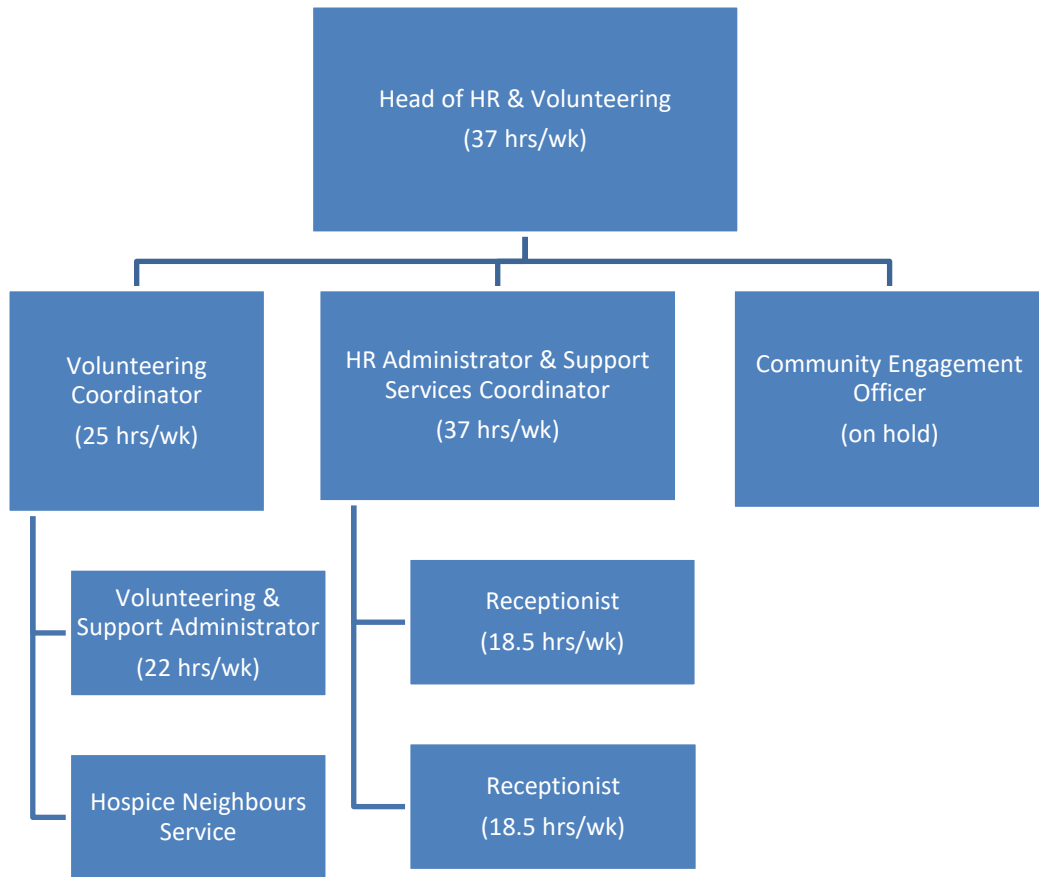 Head of HR & Volunteering
(37 hrs/wk)
Volunteering
Coordinator
(25 hrs/wk)
HR Administrator & Support
Services Coordinator
(37 hrs/wk)
Community Engagement
Officer
(on hold)
Volunteering &
Support Administrator
(22 hrs/wk)
Receptionist
(18.5 hrs/wk)
Hospice Neighbours
Service
Receptionist
(18.5 hrs/wk)